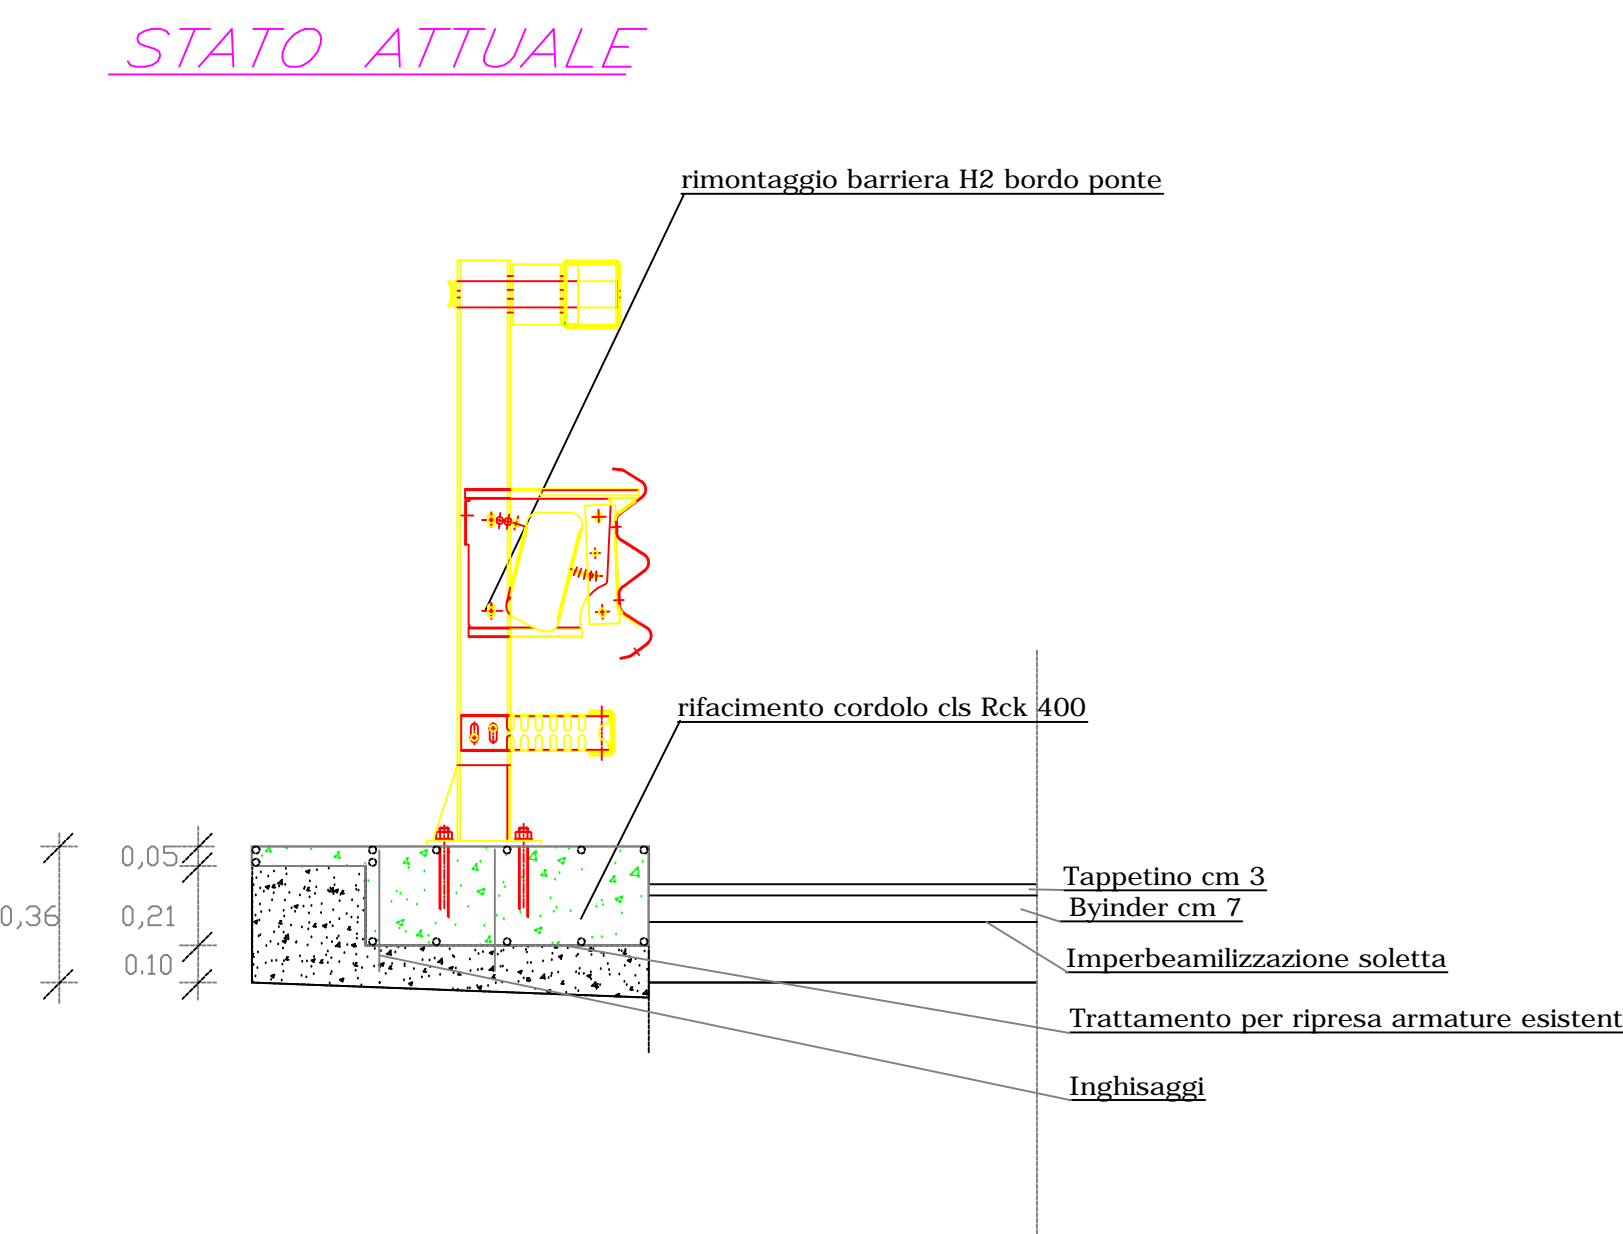 STATO ATTUALE
rimontaggio barriera H2 bordo ponte
rifacimento cordolo cls Rck 400
0,05
0,36
0,21
0.10
Tappetino cm 3
Byinder cm 7
Imperbeamilizzazione soletta
Trattamento per ripresa armature esistent
Inghisaggi